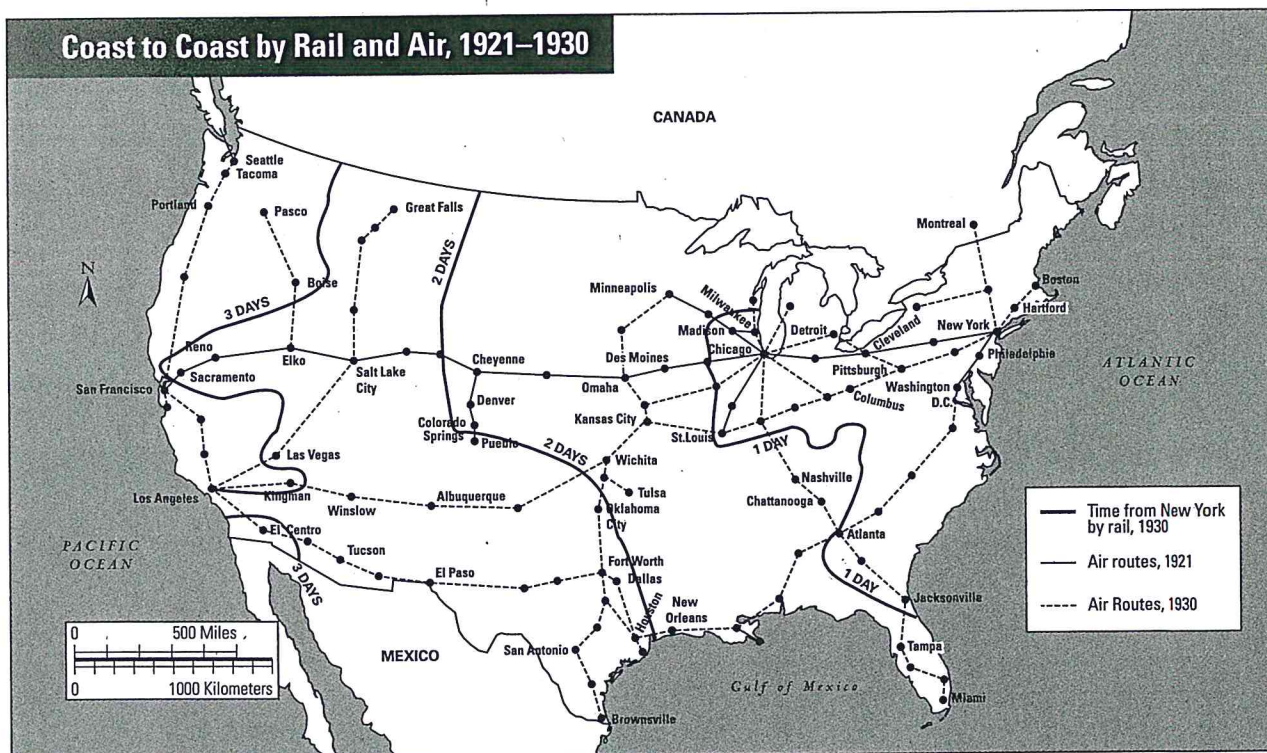 Coast to Coast by Rail and Air, 1921–1930
CANADA
Seattle
Tacoma
Portland
Pasco
Great Falls
Montreal
N
2 DAYS
Boise
Boston
Minneapolis
Milwaukee
Hartford
3 DAYS
Madison
Detroit
Cleveland
New York
Reno
Elko
Chicago
Des Moines
Cheyenne
Philadelphia
ATLANTIC
OCEAN
Sacramento
Salt Lake
City
Pittsburgh
San Francisco
Omaha
Washington
D.C.
Columbus
Denver
Kansas City
Colorado
Springs
Pueblo
St. Louis
1 DAY
2 DAYS
Las Vegas
Wichita
Nashville
Los Angeles
Kingman
Albuquerque
Tulsa
Chattanooga
Winslow
Oklahoma
City
Time from New York
by rail, 1930
Air routes, 1921
Air Routes, 1930
El Centro
Atlanta
PACIFIC
OCEAN
Tucson
3 DAYS
El Paso
Fort Worth
Dallas
1 DAY
Jacksonville
New
Orleans
Houston
0 500 Miles
0 1000 Kilometers
MEXICO
San Antonio
Tampa
Gulf of Mexico
Miami
Brownsville